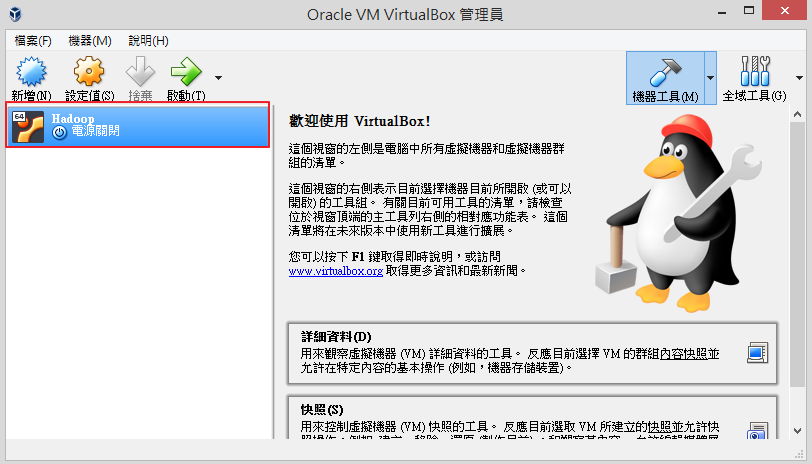 Oracle VM VirtualBox 管理員
檔案(F) 機器(M) 說明(H)
新增(N) 設定值(S) 捨棄 啟動(T) 機器工具(M) 全域工具(G)
64
Hadoop
電源關閉
歡迎使用 VirtualBox!
這個視窗的左側是電腦中所有虛擬機器和虛擬機器群
組的清單。
這個視窗的右側表示目前選擇機器目前所開啟 (或可以
開啟) 的工具組。 有關目前可用工具的清單，請檢查
位於視窗頂端的主工具列右側的相對應功能表。 這個
清單將在未來版本中使用新工具進行擴展。
您可以按下 F1 鍵取得即時說明，或訪問
www.virtualbox.org 取得更多資訊和最新新聞。
詳細資料(D)
用來觀察虛擬機器 (VM) 詳細資料的工具。 反應目前選擇 VM 的群組內容快照並
允許在特定內容的基本操作 (例如，機器存儲裝置)。
快照(S)
用來控制虛擬機器 (VM) 快照的工具。 反應目前選取 VM 所建立的快照並允許快